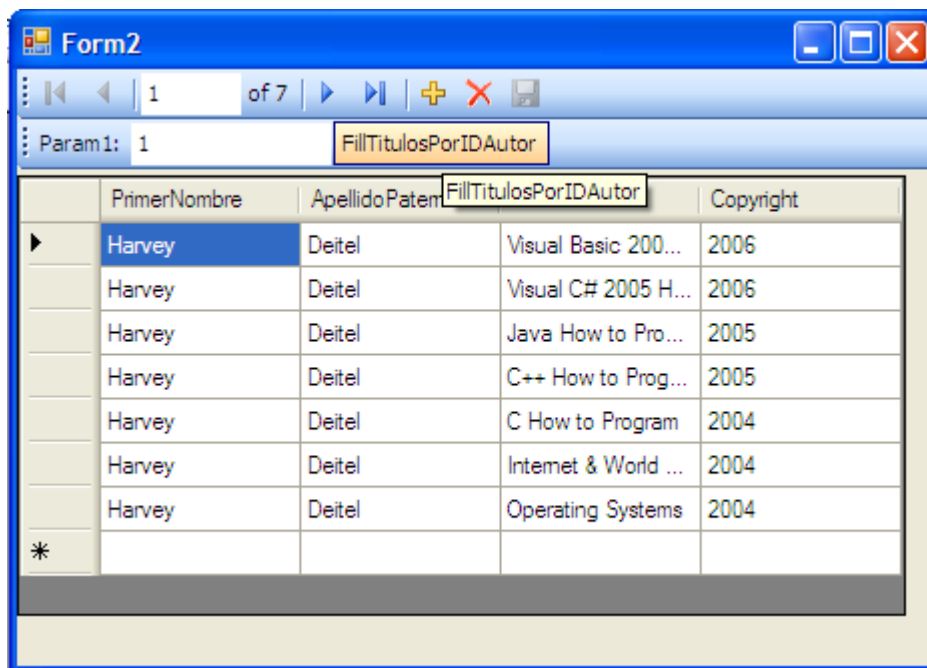 Form2
1 of 7
Param1: 1 FillTitulosPorIDAutor
FillTitulosPorIDAutor
PrimerNombre ApellidoPatern Copyright
Harvey Deitel Visual Basic 200... 2006
Harvey Deitel Visual C# 2005 H... 2006
Harvey Deitel Java How to Pro... 2005
Harvey Deitel C++ How to Prog... 2005
Harvey Deitel C How to Program 2004
Harvey Deitel Internet & World ... 2004
Harvey Deitel Operating Systems 2004